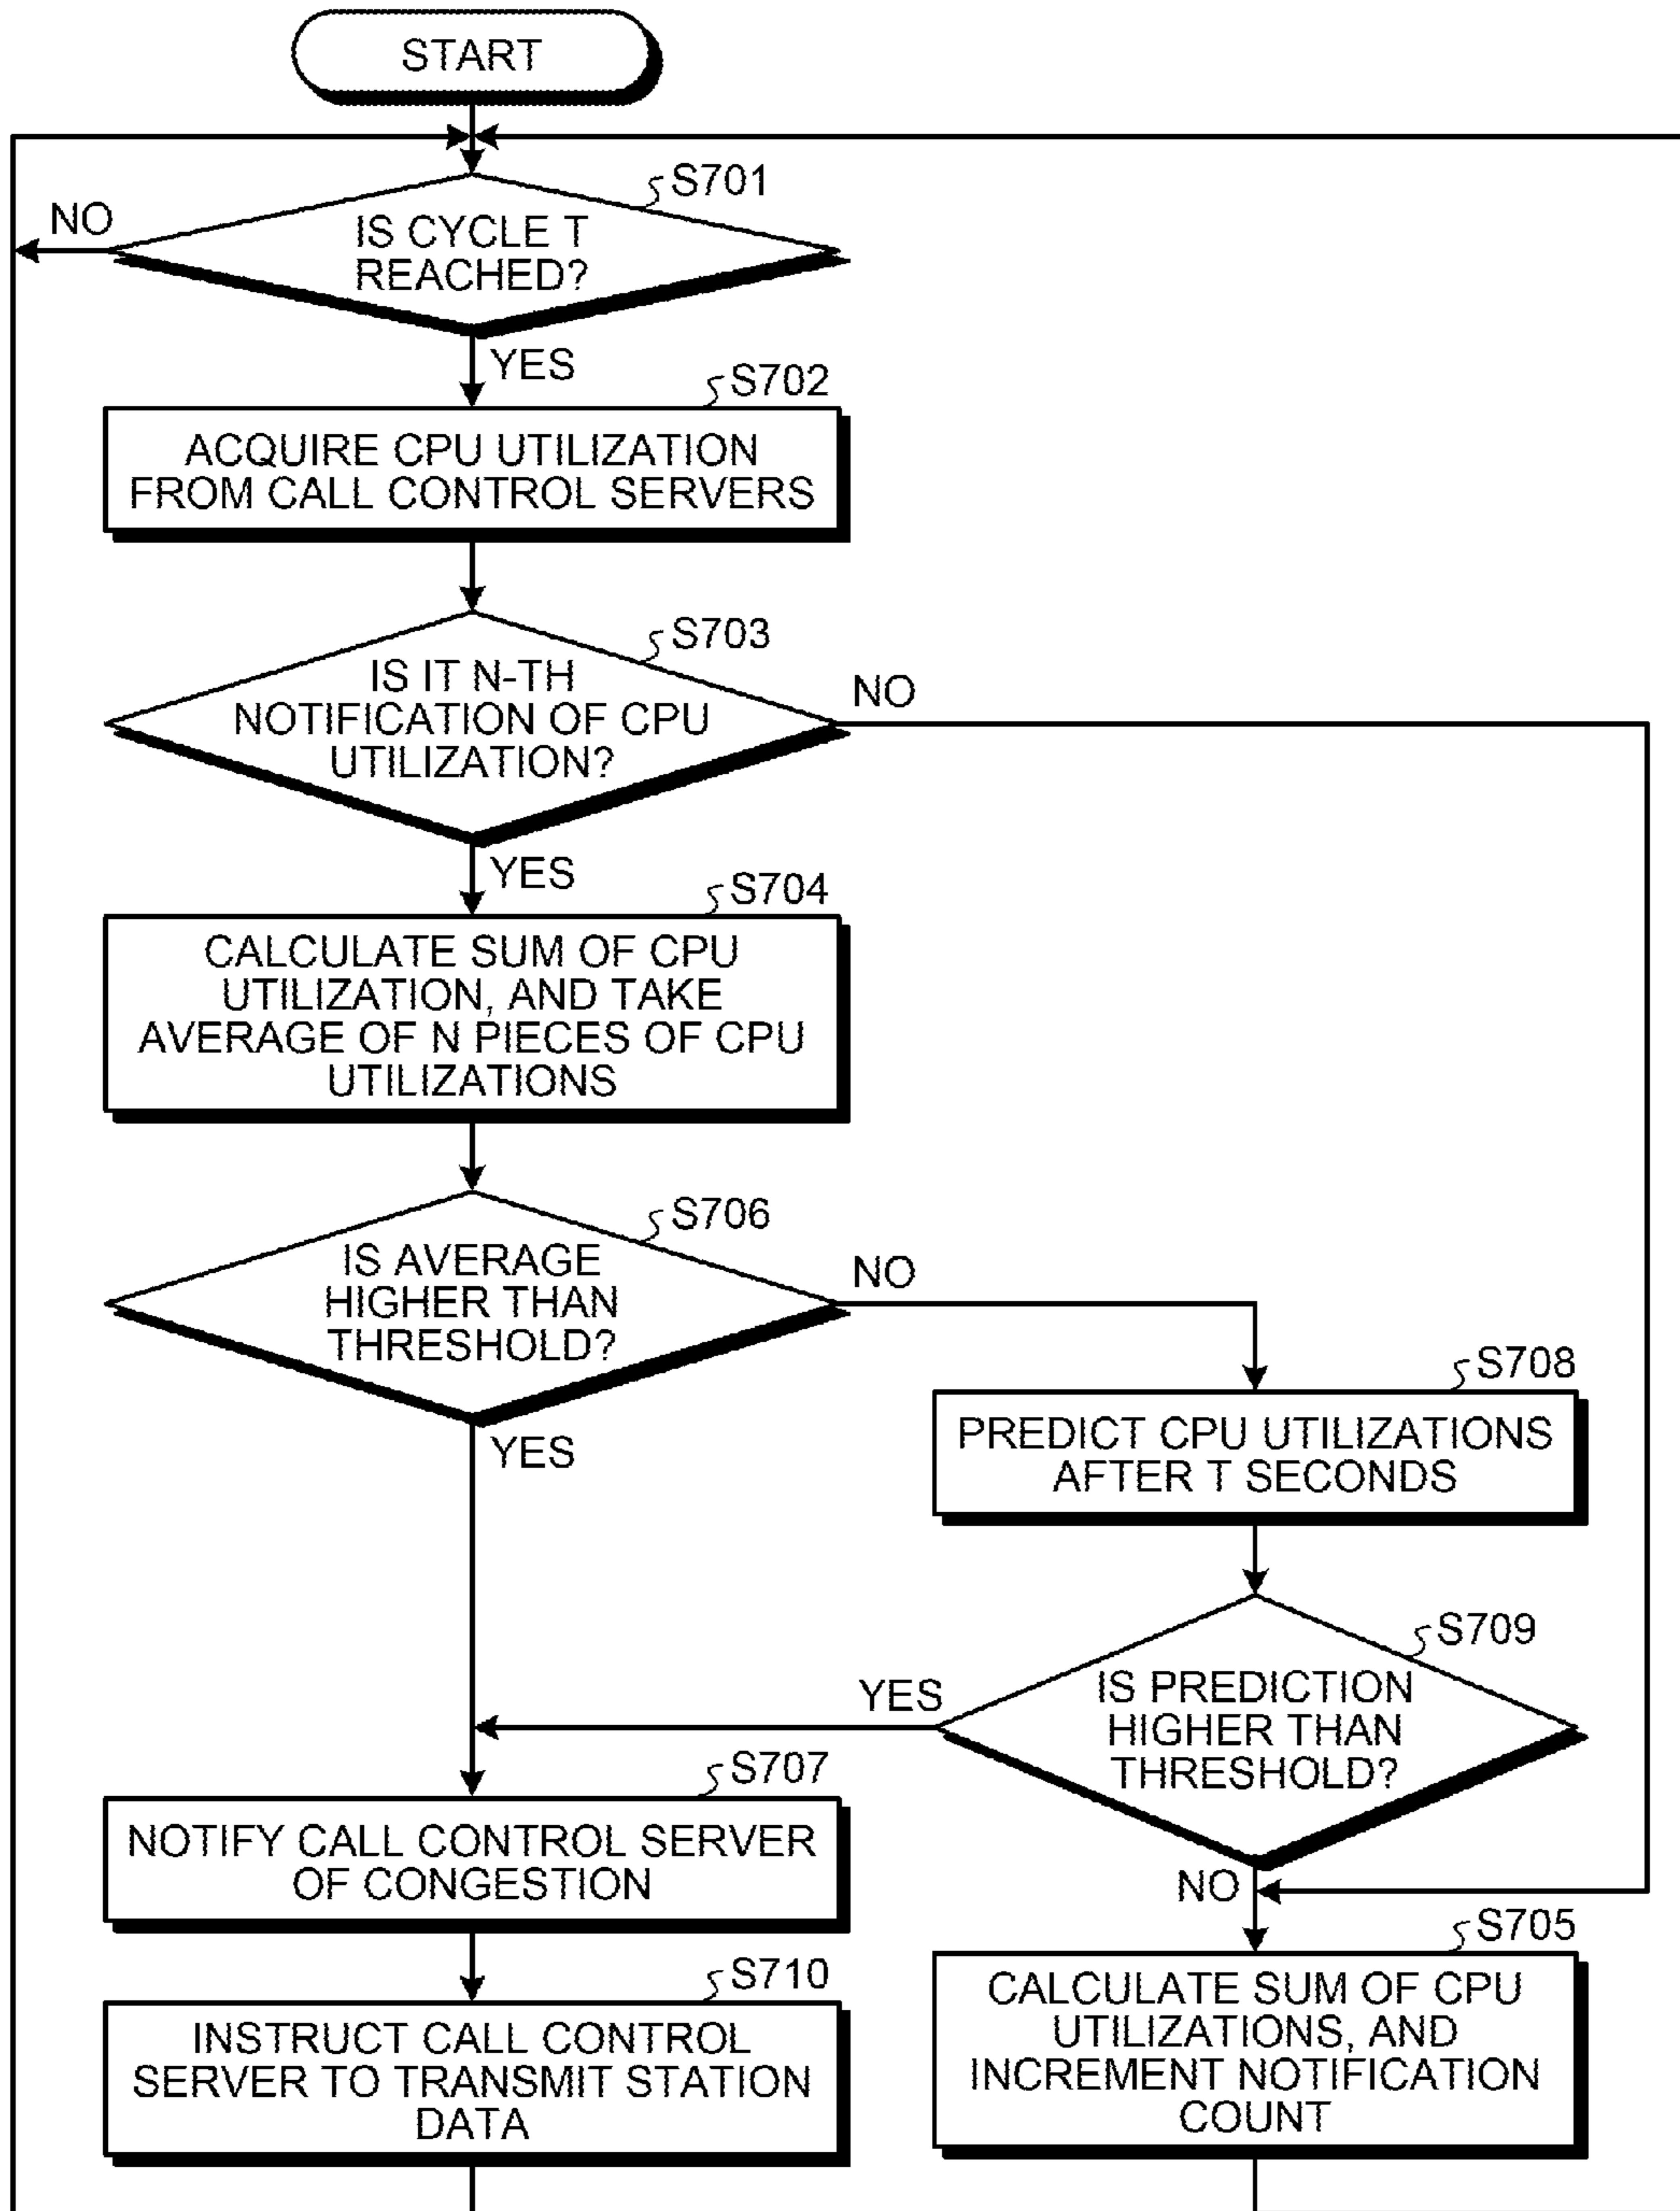 START
S701
NO
IS CYCLE T
REACHED?
YES
S702
ACQUIRE CPU UTILIZATION
FROM CALL CONTROL SERVERS
S703
IS IT N-TH
NOTIFICATION OF CPU
UTILIZATION?
NO
YES
S704
CALCULATE SUM OF CPU
UTILIZATION, AND TAKE
AVERAGE OF N PIECES OF CPU
UTILIZATIONS
S706
IS AVERAGE
HIGHER THAN
THRESHOLD?
NO
YES
S708
PREDICT CPU UTILIZATIONS
AFTER T SECONDS
S709
IS PREDICTION
HIGHER THAN
THRESHOLD?
YES
NO
S707
NOTIFY CALL CONTROL SERVER
OF CONGESTION
S710
INSTRUCT CALL CONTROL
SERVER TO TRANSMIT STATION
DATA
S705
CALCULATE SUM OF CPU
UTILIZATIONS, AND
INCREMENT NOTIFICATION
COUNT